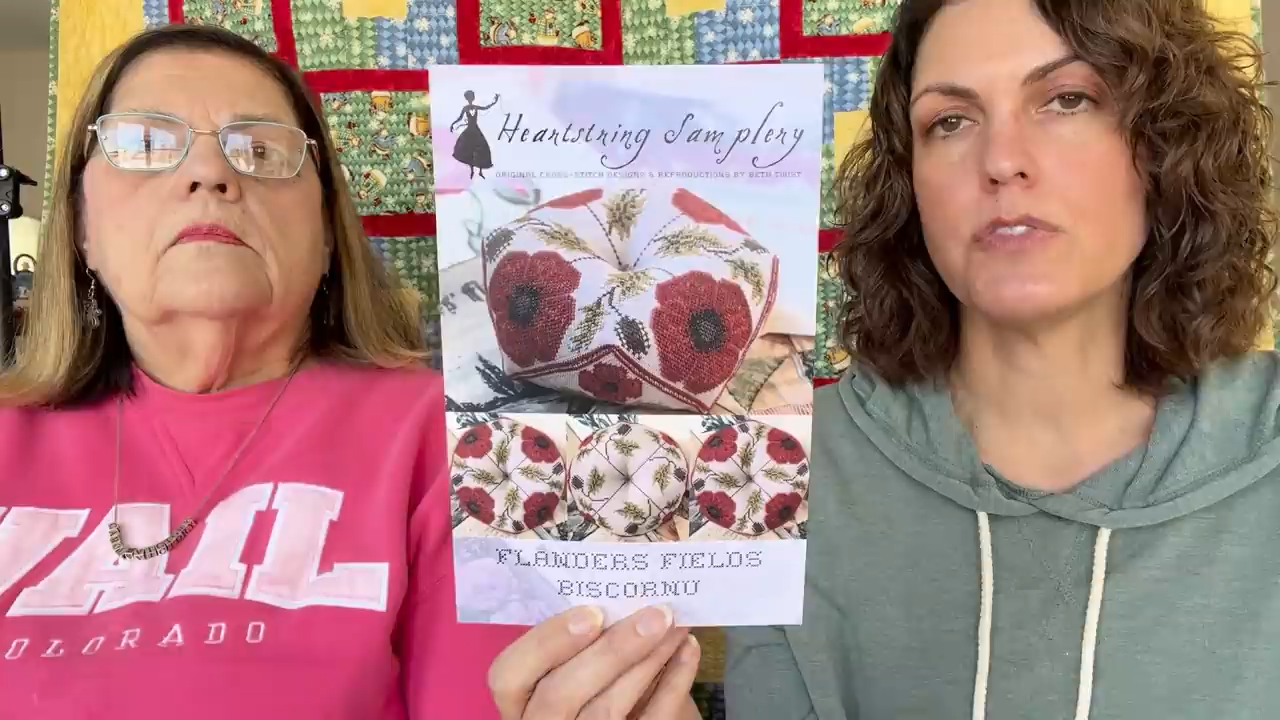 Heartstring Samplery
ORIGINAL CROSS-STITCH DESIGNS & REPRODUCTIONS BY BETH TWIST
FLANDERS FIELDS
BISCORNU
VAIL
COLORADO